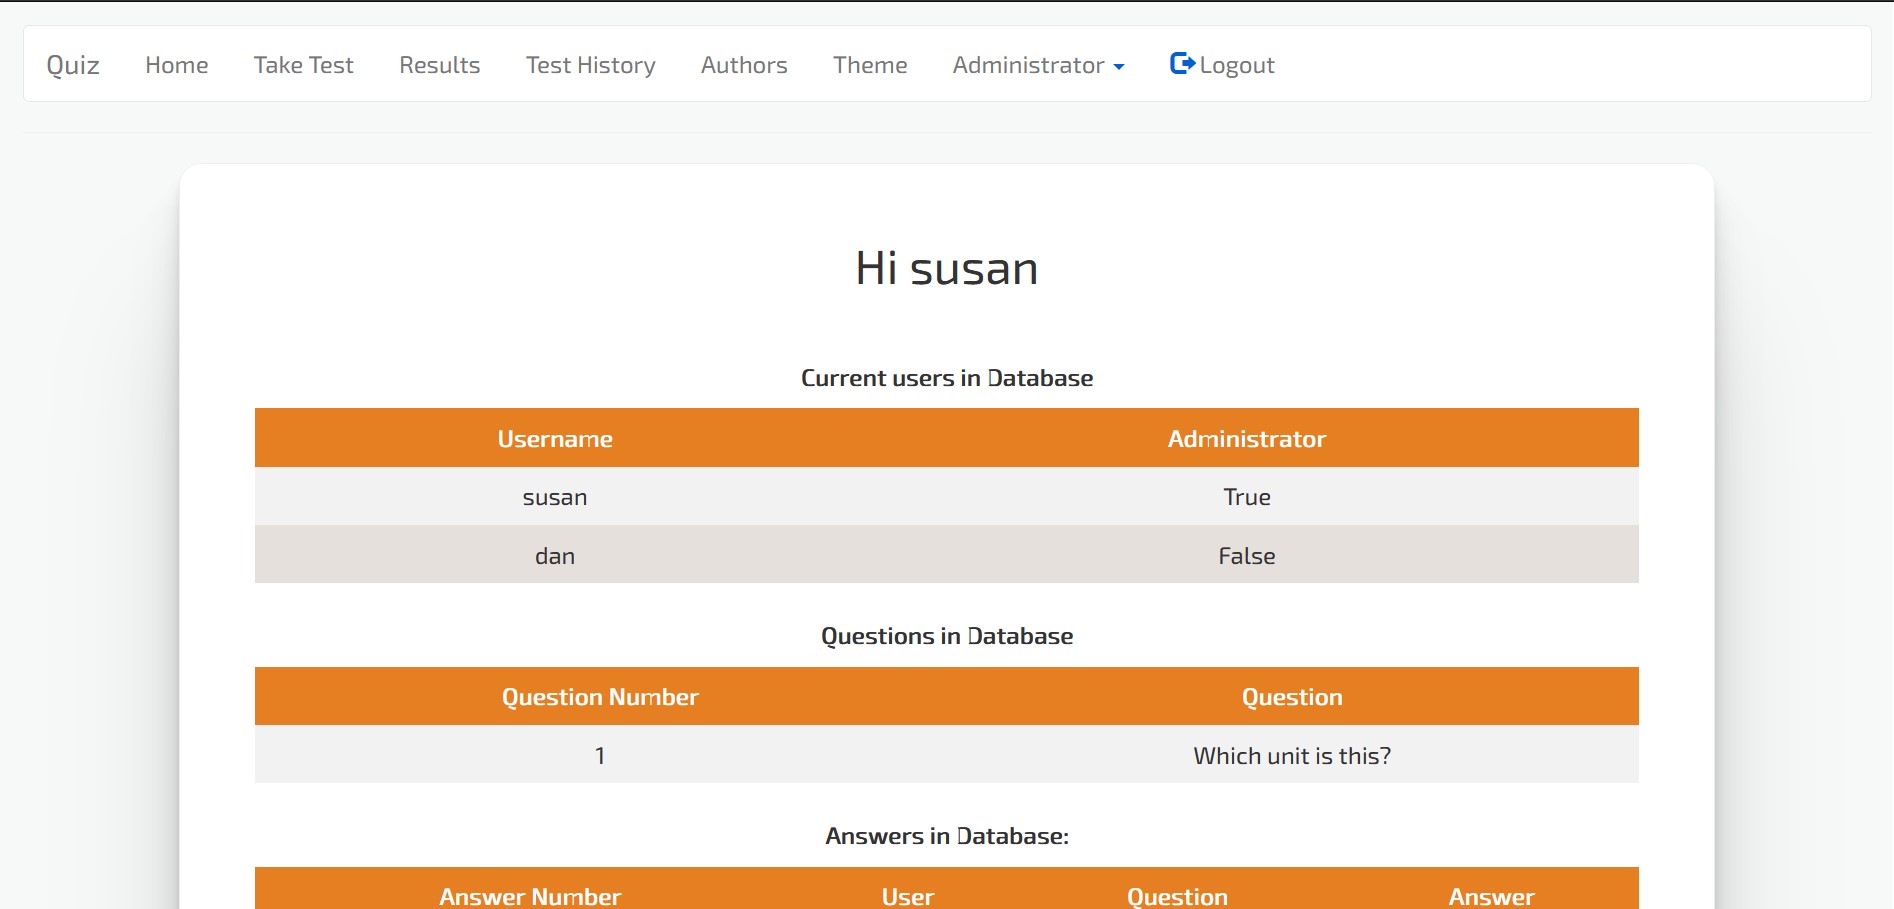 Quiz Home Take Test Results Test History Authors Theme Administrator Logout
Hi susan
Current users in Database
Username Administrator
susan True
dan False
Questions in Database
Question Number Question
1 Which unit is this?
Answers in Database:
Answer Number User Question Answer